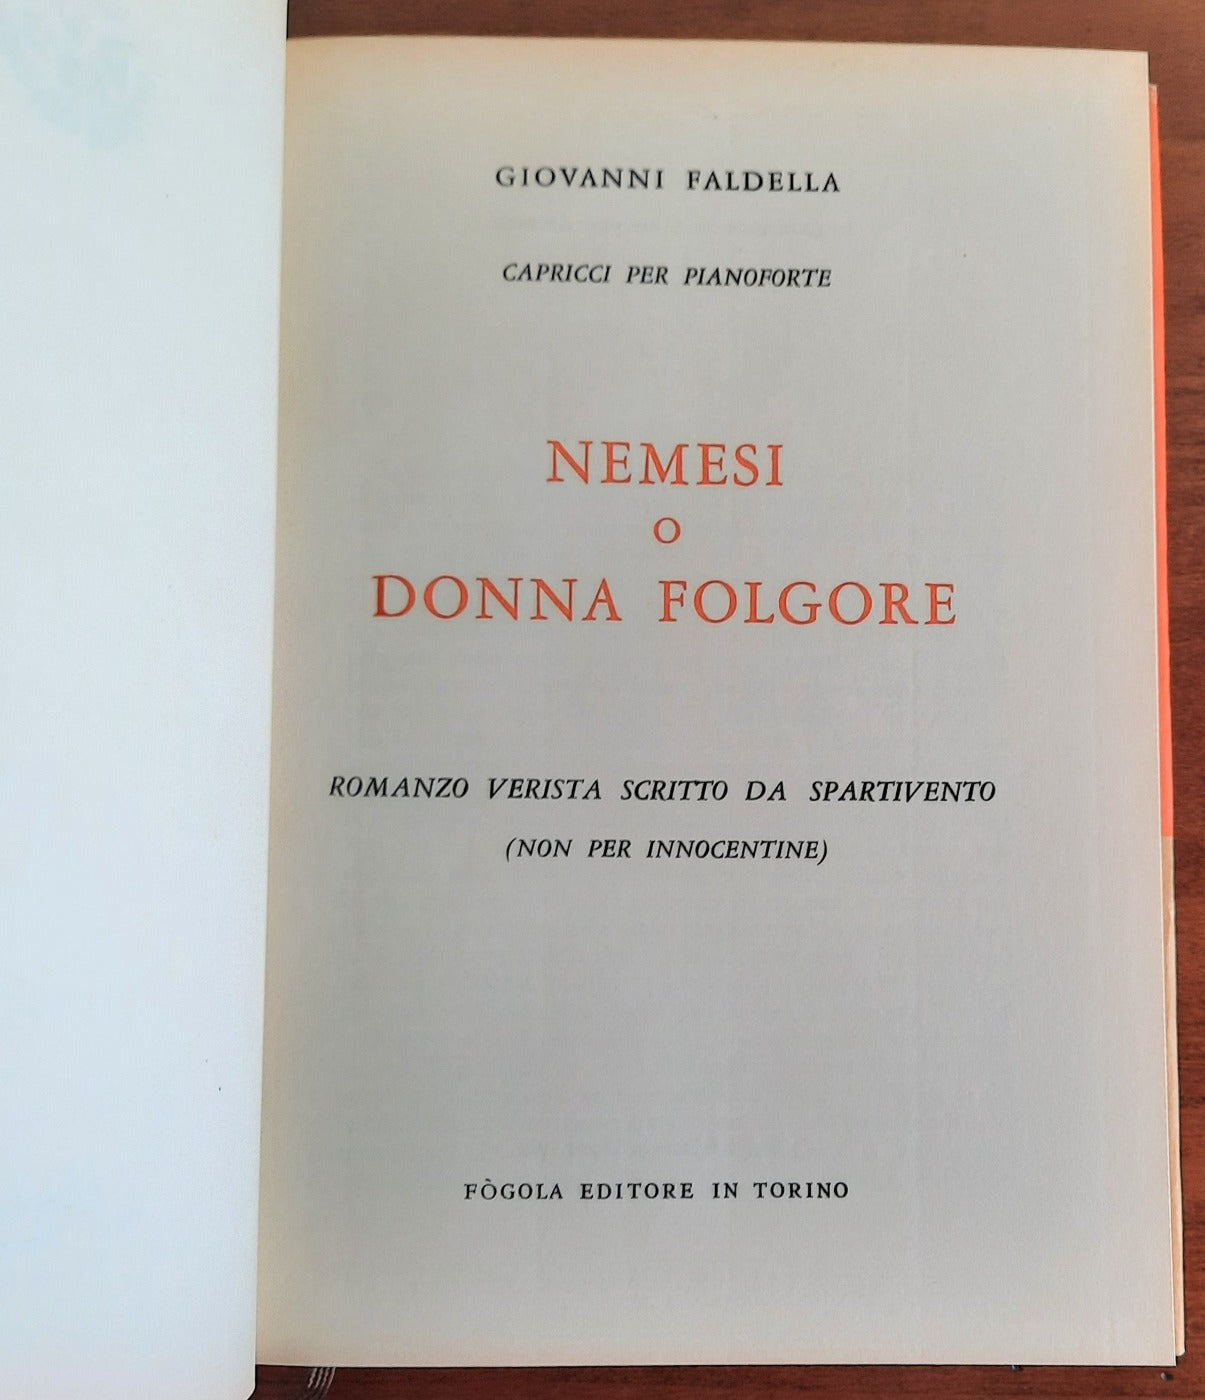 GIOVANNI FALDELLA
CAPRICCI PER PIANOFORTE
NEMESI
O
DONNA FOLGORE
ROMANZO VERISTA SCRITTO DA SPARTIVENTO
(NON PER INNOCENTINE)
FÒGOLA EDITORE IN TORINO